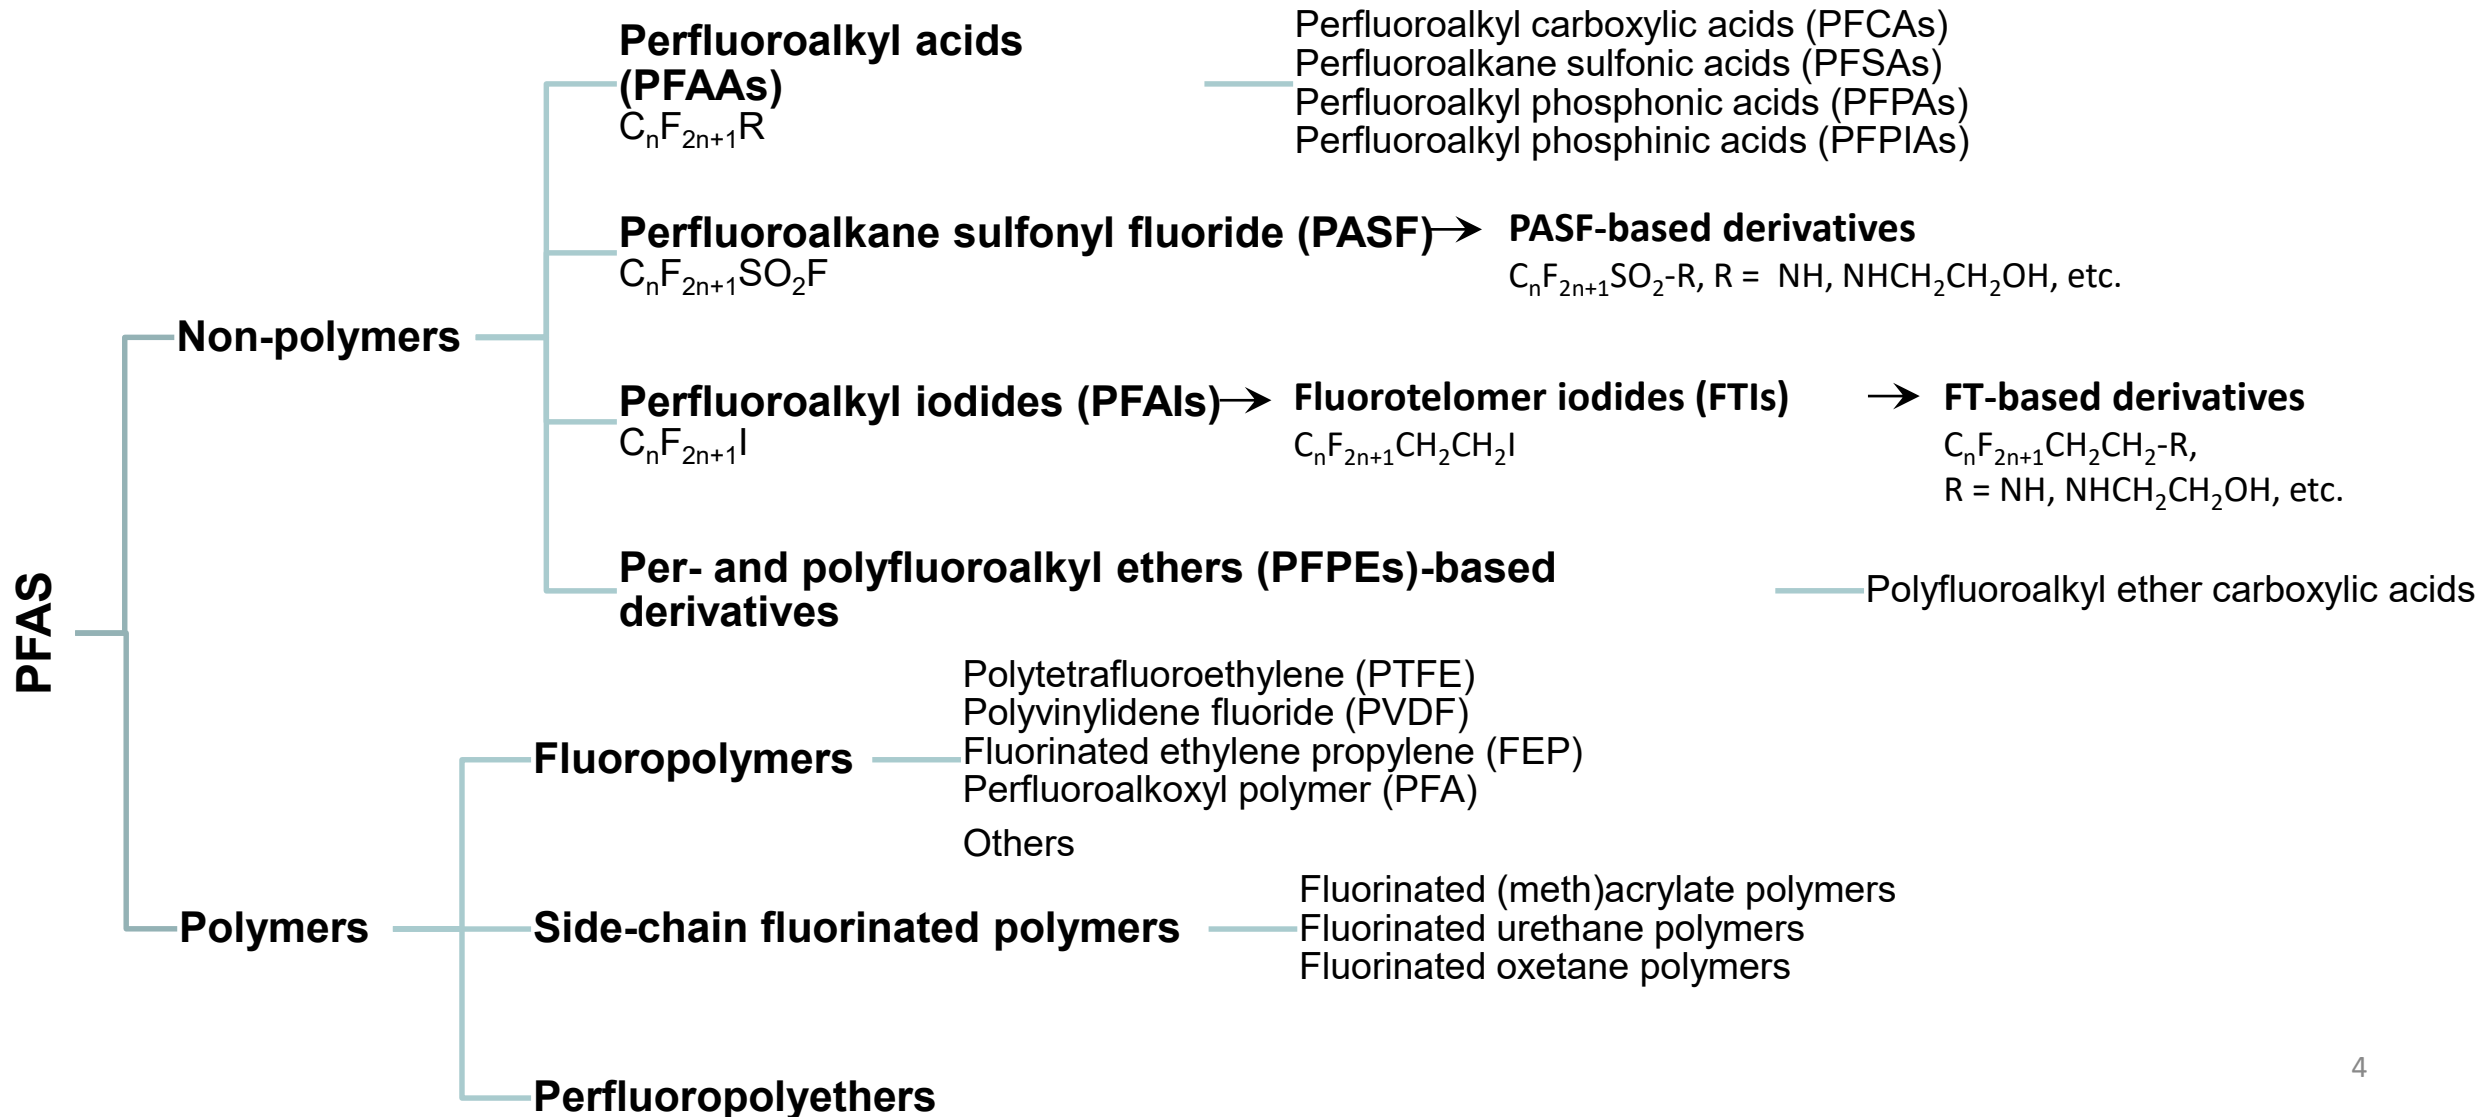 PFAS
Non-polymers
Perfluoroalkyl acids
(PFAAs)
CₙF₂ₙ₊₁R
Perfluoroalkyl carboxylic acids (PFCAs)
Perfluoroalkane sulfonic acids (PFSAs)
Perfluoroalkyl phosphonic acids (PFPAs)
Perfluoroalkyl phosphinic acids (PFPIAs)
Perfluoroalkane sulfonyl fluoride (PASF)
CₙF₂ₙ₊₁SO₂F
PASF-based derivatives
CₙF₂ₙ₊₁SO₂-R, R = NH, NHCH₂CH₂OH, etc.
Perfluoroalkyl iodides (PFAIs)
CₙF₂ₙ₊₁I
Fluorotelomer iodides (FTIs)
CₙF₂ₙ₊₁CH₂CH₂I
FT-based derivatives
CₙF₂ₙ₊₁CH₂CH₂-R,
R = NH, NHCH₂CH₂OH, etc.
Per- and polyfluoroalkyl ethers (PFPEs)-based
derivatives
Polyfluoroalkyl ether carboxylic acids
Polymers
Fluoropolymers
Polytetrafluoroethylene (PTFE)
Polyvinylidene fluoride (PVDF)
Fluorinated ethylene propylene (FEP)
Perfluoroalkoxyl polymer (PFA)
Others
Side-chain fluorinated polymers
Fluorinated (meth)acrylate polymers
Fluorinated urethane polymers
Fluorinated oxetane polymers
Perfluoropolyethers
4